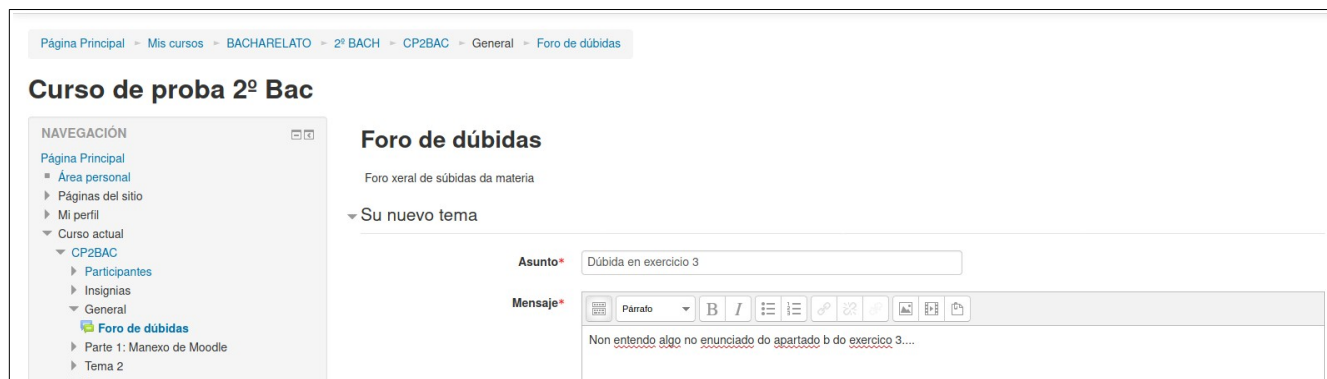 Página Principal ► Mis cursos ► BACHARELATO ► 2º BACH ► CP2BAC ► General ► Foro de dúbidas
Curso de proba 2º Bac
NAVEGACIÓN
Página Principal
Área personal
Páginas del sitio
Mi perfil
Curso actual
CP2BAC
Participantes
Insignias
General
Foro de dúbidas
Parte 1: Manexo de Moodle
Tema 2
Foro de dúbidas
Foro xeral de súbidas da materia
Su nuevo tema
Asunto*
Dúbida en exercicio 3
Mensaje*
Párrafo B I
Non entendo algo no enunciado do apartado b do exercico 3....